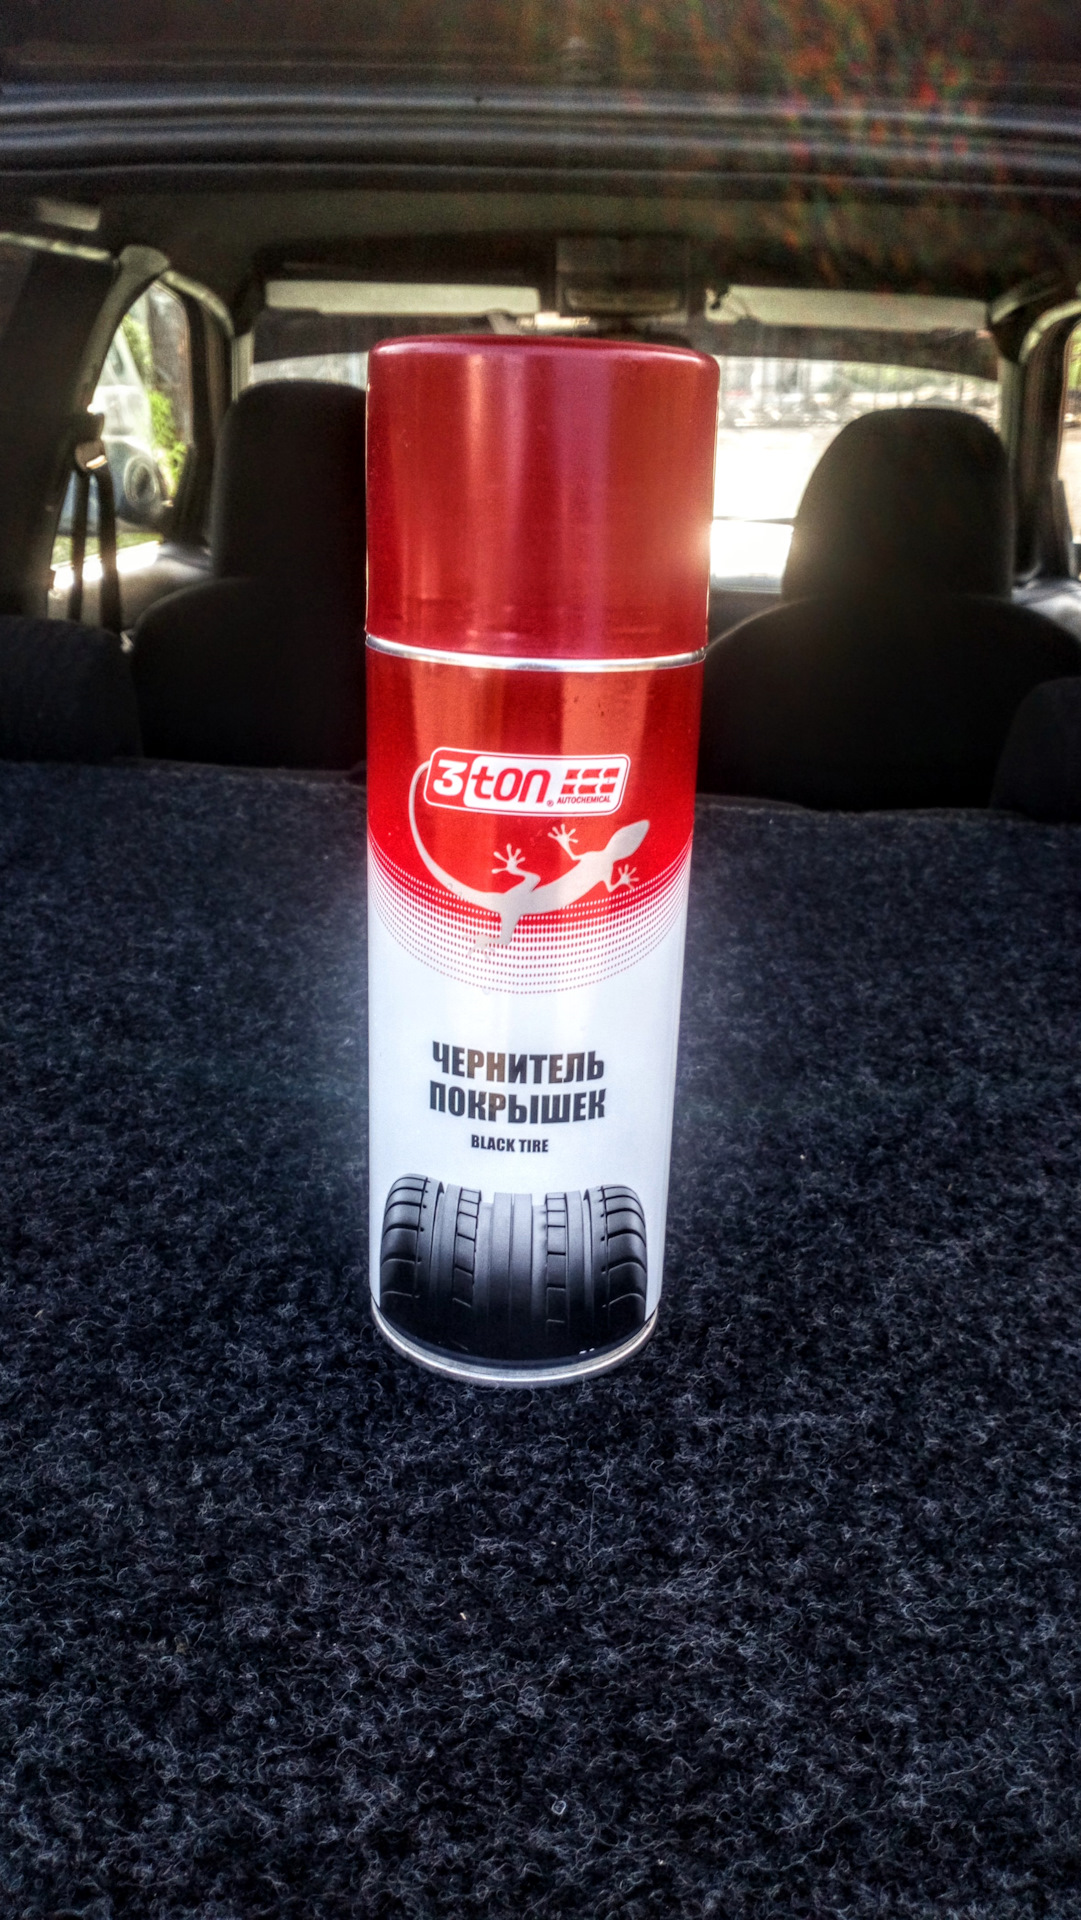 3ton®
AUTOCHEMICAL
ЧЕРНИТЕЛЬ
ПОКРЫШЕК
BLACK TIRE